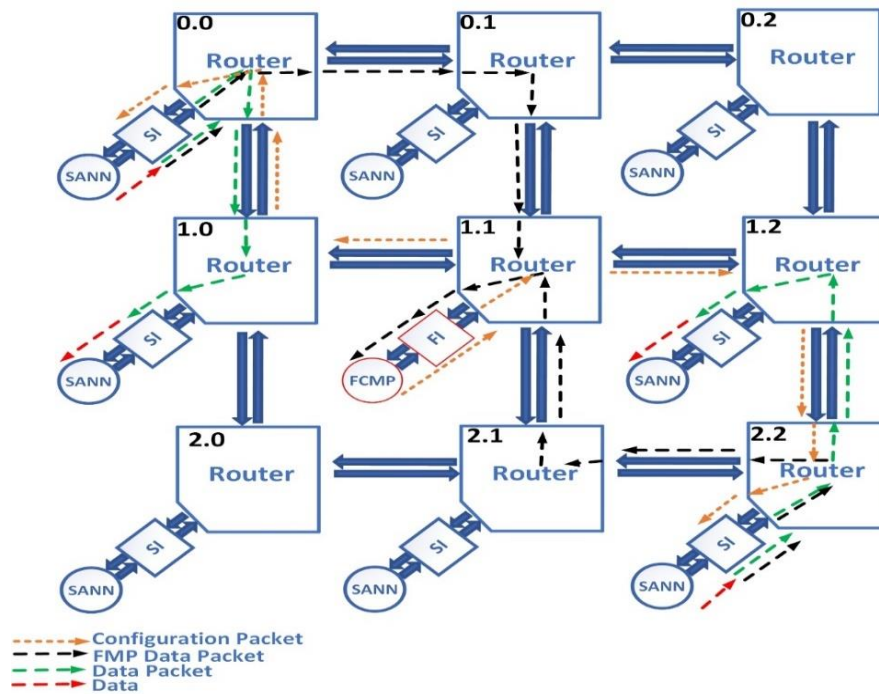 0.0
Router
SI
SANN
0.1
Router
SI
SANN
0.2
Router
SI
SANN
1.0
Router
SI
SANN
1.1
Router
FI
FCMP
1.2
Router
SI
SANN
2.0
Router
SI
SANN
2.1
Router
SI
SANN
2.2
Router
SI
SANN
Configuration Packet
FMP Data Packet
Data Packet
Data